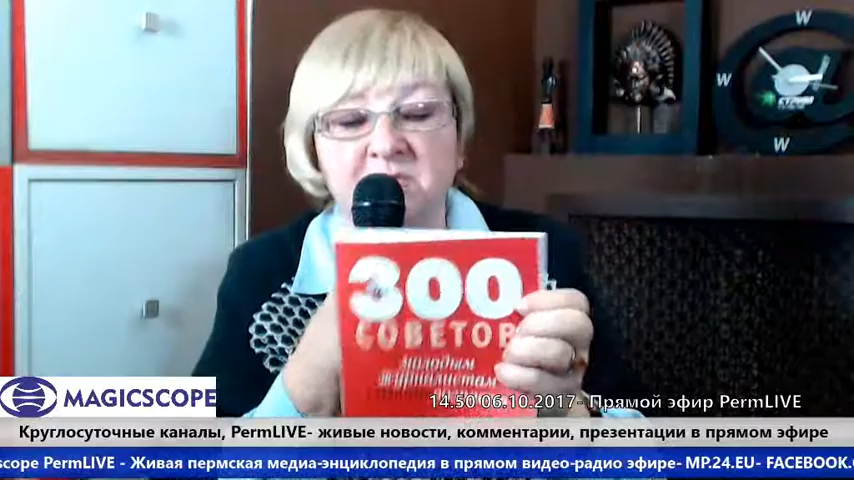 W
W
W
300
СОВЕТОВ
молодым
журналистам
MAGICSCOPE
14.50 06.10.2017- Прямой эфир PermLIVE
Круглосуточные каналы, PermLIVE- живые новости, комментарии, презентации в прямом эфире
scope PermLIVE - Живая пермская медиа-энциклопедия в прямом видео-радио эфире- MP.24.EU- FACEBOOK.